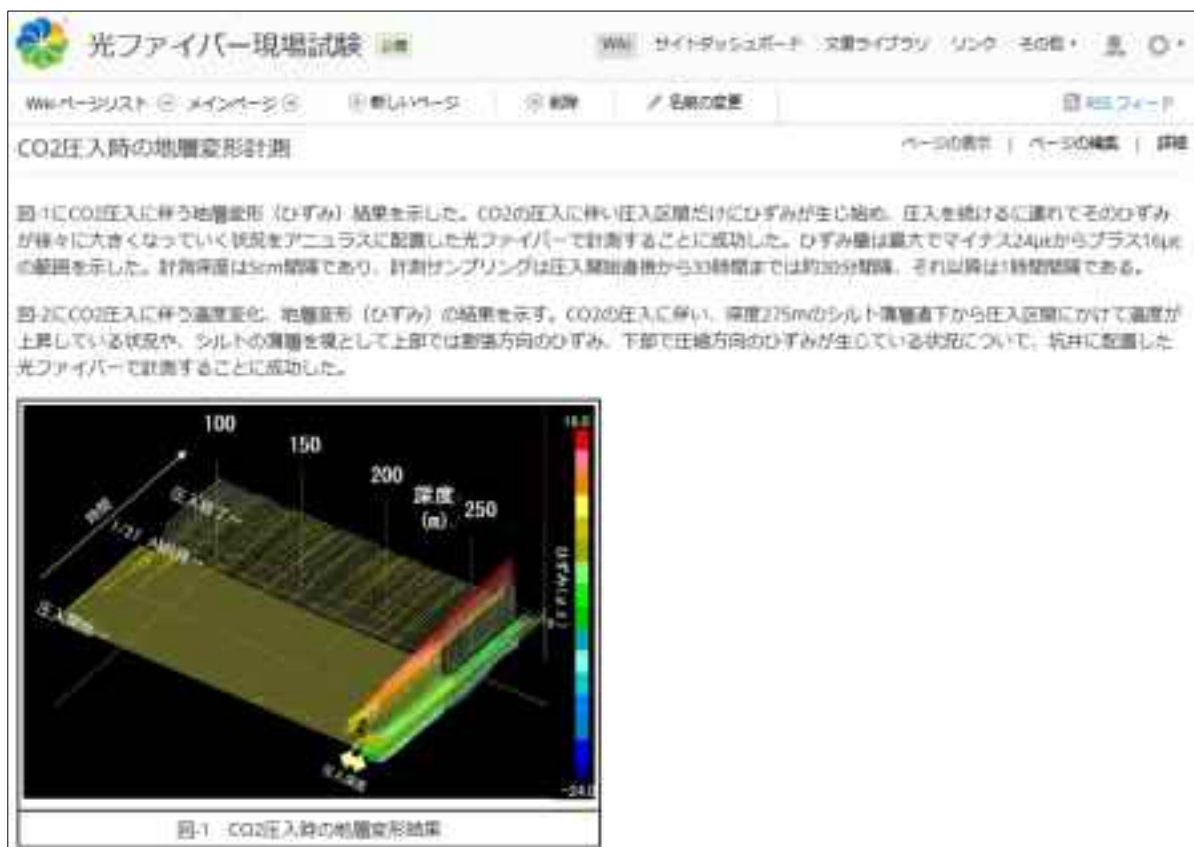 光ファイバー現場試験 公開
Wiki サイトダッシュボード 文書ライブラリ リンク その他
Wikiページリスト メインページ 新しいページ 削除 名前の変更 RSS フィード
CO2圧入時の地層変形計測
ページの表示 | ページの編集 | 詳細
図-1にCO2圧入に伴う地層変形（ひずみ）結果を示した。CO2の圧入に伴い圧入区間だけにひずみが生じ始め、圧入を続けるに連れてそのひずみ
が徐々に大きくなっていく状況をアニュラスに配置した光ファイバーで計測することに成功した。ひずみ量は最大でマイナス24μεからプラス16με
の範囲を示した。計測深度は5cm間隔であり、計測サンプリングは圧入開始直後から33時間までは約30分間隔、それ以降は1時間間隔である。
図-2にCO2圧入に伴う温度変化、地層変形（ひずみ）の結果を示す。CO2の圧入に伴い、深度275mのシルト薄層直下から圧入区間にかけて温度が
上昇している状況や、シルトの薄層を境として上部では膨張方向のひずみ、下部で圧縮方向のひずみが生じている状況について、坑井に配置した
光ファイバーで計測することに成功した。
100
150
200
深度
(m)
250
16.0
時間
圧入終了
圧入開始
圧入深度
-24.0
図-1 CO2圧入時の地層変形結果